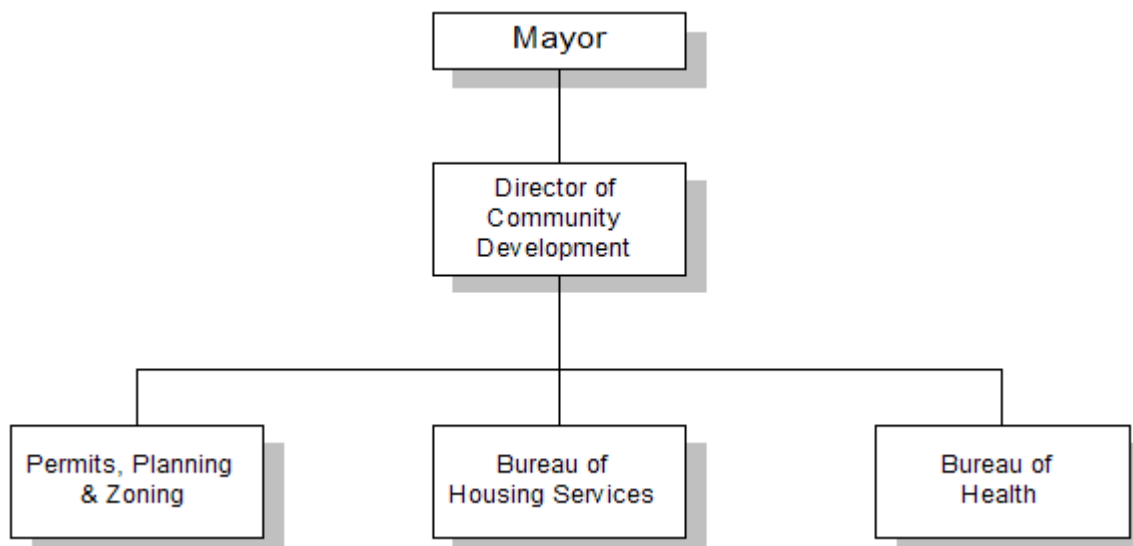 Mayor
Director of
Community
Development
Permits, Planning
& Zoning
Bureau of
Housing Services
Bureau of
Health